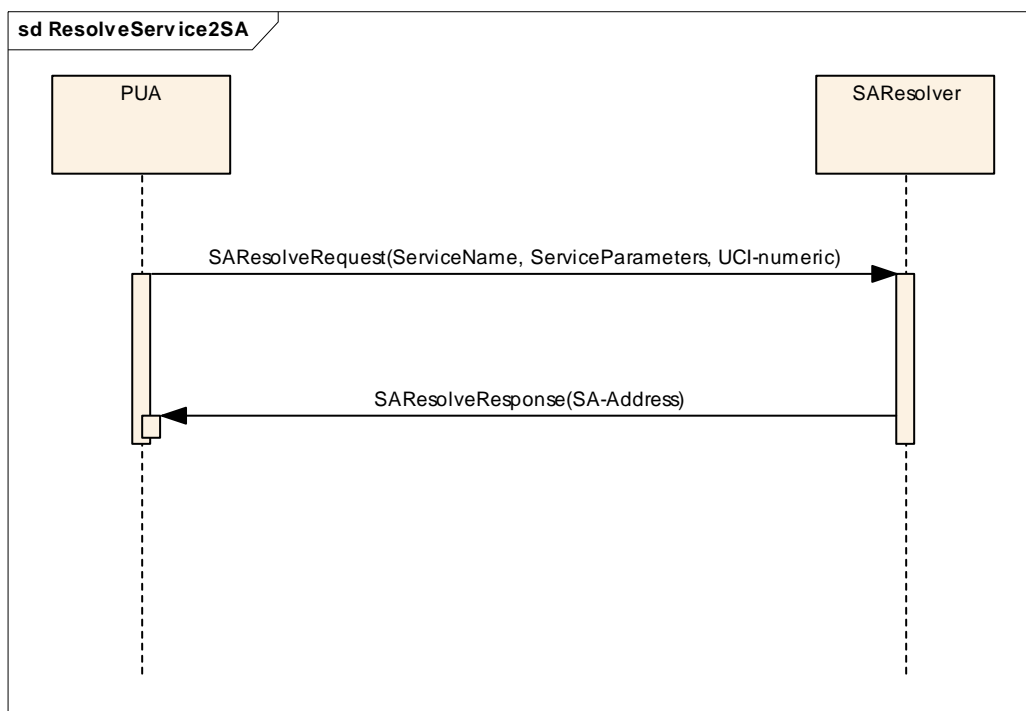 sd ResolveService2SA
PUA
SAResolver
SAResolveRequest(ServiceName, ServiceParameters, UCI-numeric)
SAResolveResponse(SA-Address)